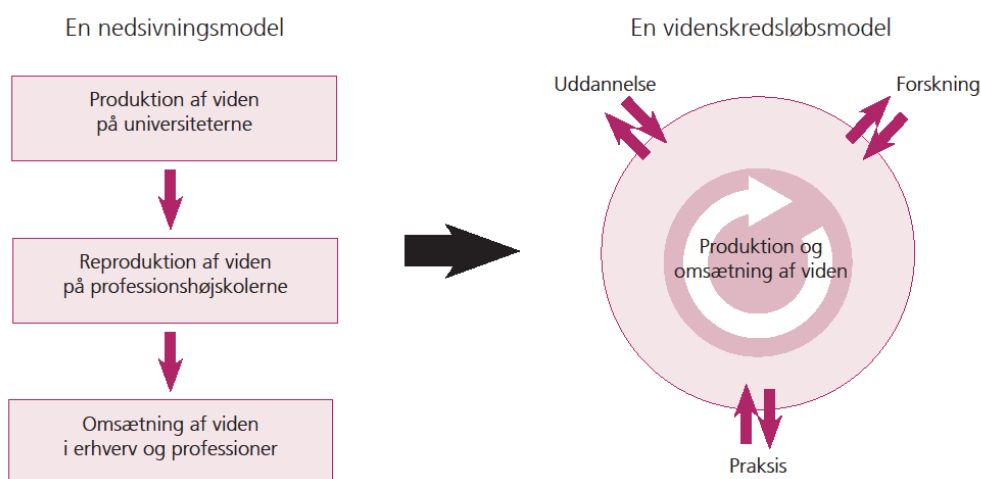 En nedsivningsmodel
Produktion af viden
på universiteterne
Reproduktion af viden
på professionshøjskolerne
Omsætning af viden
i erhverv og professioner
En videnskredsløbsmodel
Uddannelse
Forskning
Produktion og
omsætning af viden
Praksis